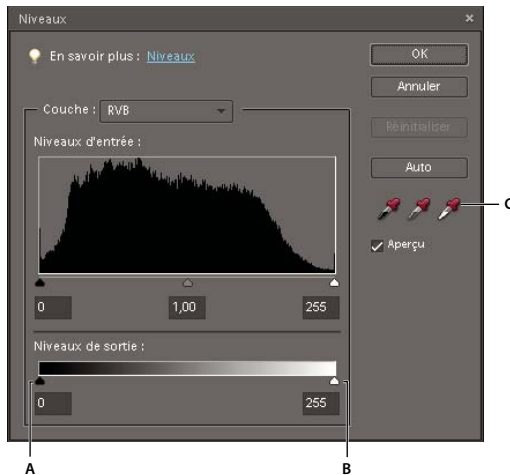 Niveaux
En savoir plus : Niveaux
OK
Annuler
Réinitialiser
Auto
Couche : RVB
Niveaux d'entrée :
C
Aperçu
0 1,00 255
Niveaux de sortie :
0 255
A B